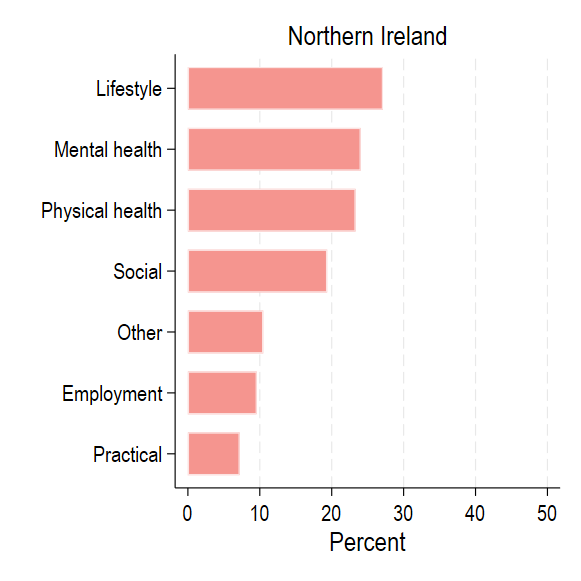 Northern Ireland
Lifestyle
Mental health
Physical health
Social
Other
Employment
Practical
0 10 20 30 40 50
Percent